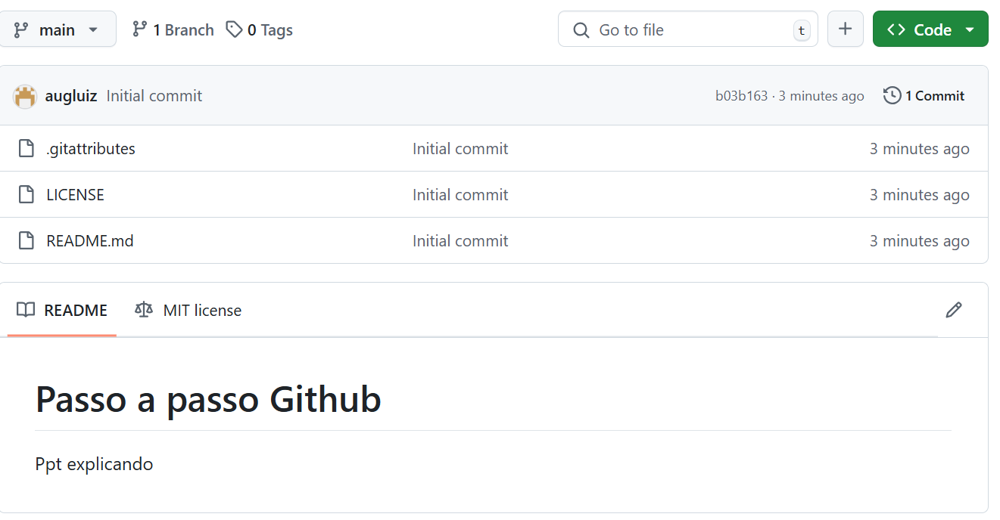 main 1 Branch 0 Tags Go to file t Code
augluiz Initial commit b03b163 · 3 minutes ago 1 Commit
.gitattributes Initial commit 3 minutes ago
LICENSE Initial commit 3 minutes ago
README.md Initial commit 3 minutes ago
README MIT license
Passo a passo Github
Ppt explicando